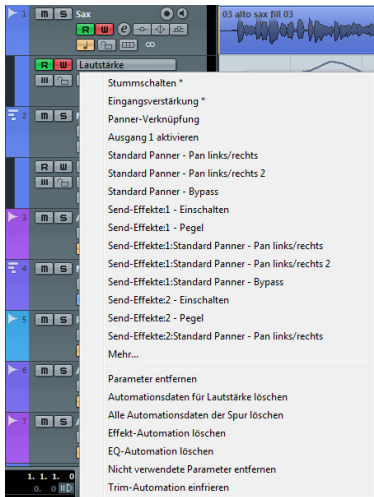 1 m S Sax
03 alto sax fill 03
R W e
R W Lautstärke
Stummschalten *
Eingangsverstärkung *
Panner-Verknüpfung
2 m S
Ausgang 1 aktivieren
Standard Panner - Pan links/rechts
R W
Standard Panner - Pan links/rechts 2
Standard Panner - Bypass
Send-Effekte:1 - Einschalten
3 m S
Send-Effekte:1 - Pegel
Send-Effekte:1:Standard Panner - Pan links/rechts
4 m S
Send-Effekte:1:Standard Panner - Pan links/rechts 2
Send-Effekte:1:Standard Panner - Bypass
Send-Effekte:2 - Einschalten
5 m S
Send-Effekte:2 - Pegel
Send-Effekte:2:Standard Panner - Pan links/rechts
Mehr...
6 m S
Parameter entfernen
Automationsdaten für Lautstärke löschen
Alle Automationsdaten der Spur löschen
7 m S
Effekt-Automation löschen
EQ-Automation löschen
Nicht verwendete Parameter entfernen
1. 1. 1. 0
Trim-Automation einfrieren
0. 0